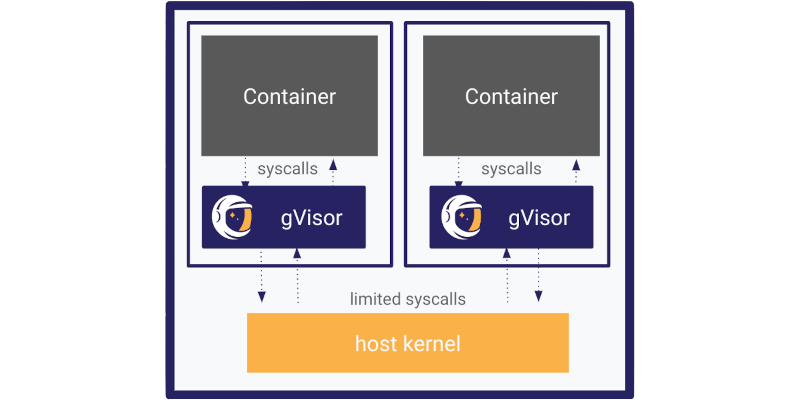 Container
Container
syscalls
syscalls
gVisor
gVisor
limited syscalls
host kernel